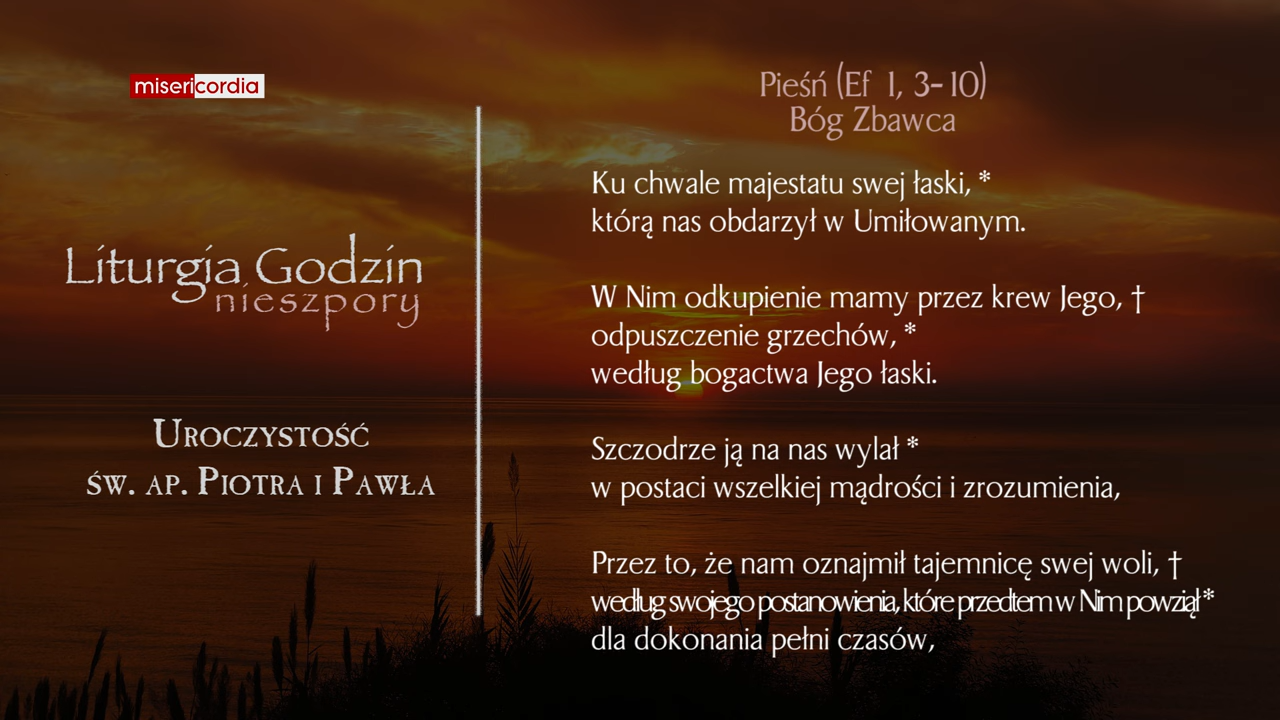 misericordia
Liturgia Godzin
nieszpory
Uroczystość
św. ap. Piotra i Pawła
Pieśń (Ef 1, 3-10)
Bóg Zbawca
Ku chwale majestatu swej łaski, *
którą nas obdarzył w Umiłowanym.
W Nim odkupienie mamy przez krew Jego, †
odpuszczenie grzechów, *
według bogactwa Jego łaski.
Szczodrze ją na nas wylał *
w postaci wszelkiej mądrości i zrozumienia,
Przez to, że nam oznajmił tajemnicę swej woli, †
według swojego postanowienia, które przedtem w Nim powziął *
dla dokonania pełni czasów,